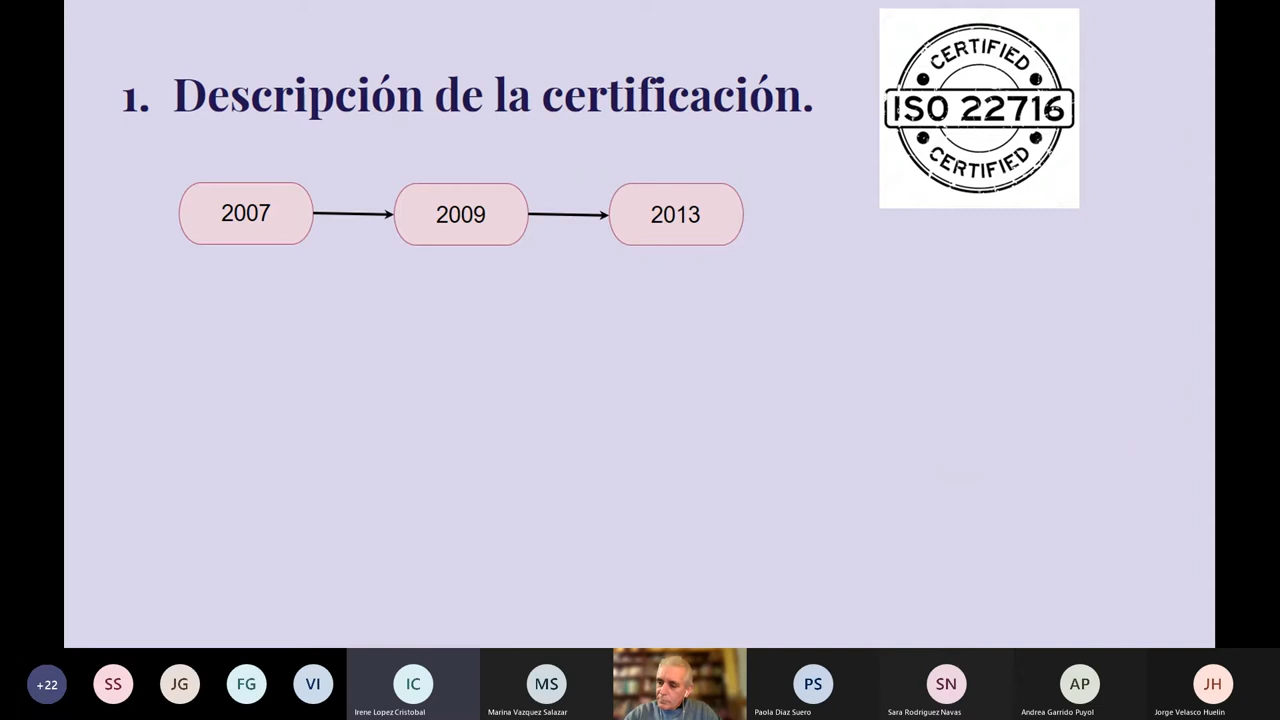 1. Descripción de la certificación.
CERTIFIED
ISO 22716
CERTIFIED
2007
2009
2013
+22
SS
JG
FG
VI
IC
MS
PS
SN
AP
JH
Irene Lopez Cristobal
Marina Vazquez Salazar
Paola Diaz Suero
Sara Rodriguez Navas
Andrea Garrido Puyol
Jorge Velasco Huelin